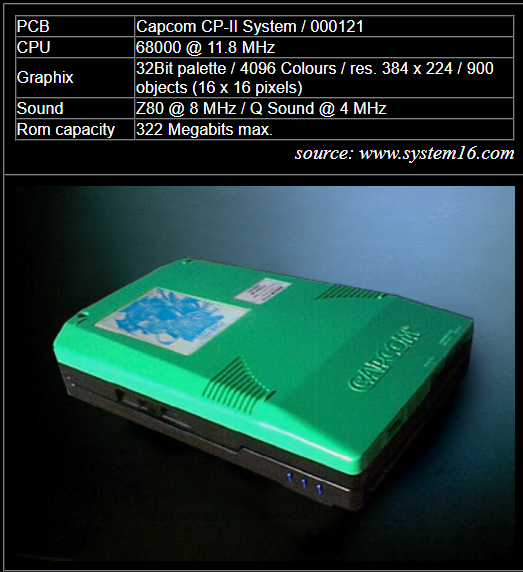 PCB Capcom CP-II System / 000121
CPU 68000 @ 11.8 MHz
Graphix 32Bit palette / 4096 Colours / res. 384 x 224 / 900
objects (16 x 16 pixels)
Sound Z80 @ 8 MHz / Q Sound @ 4 MHz
Rom capacity 322 Megabits max.
source: www.system16.com
CAPCOM